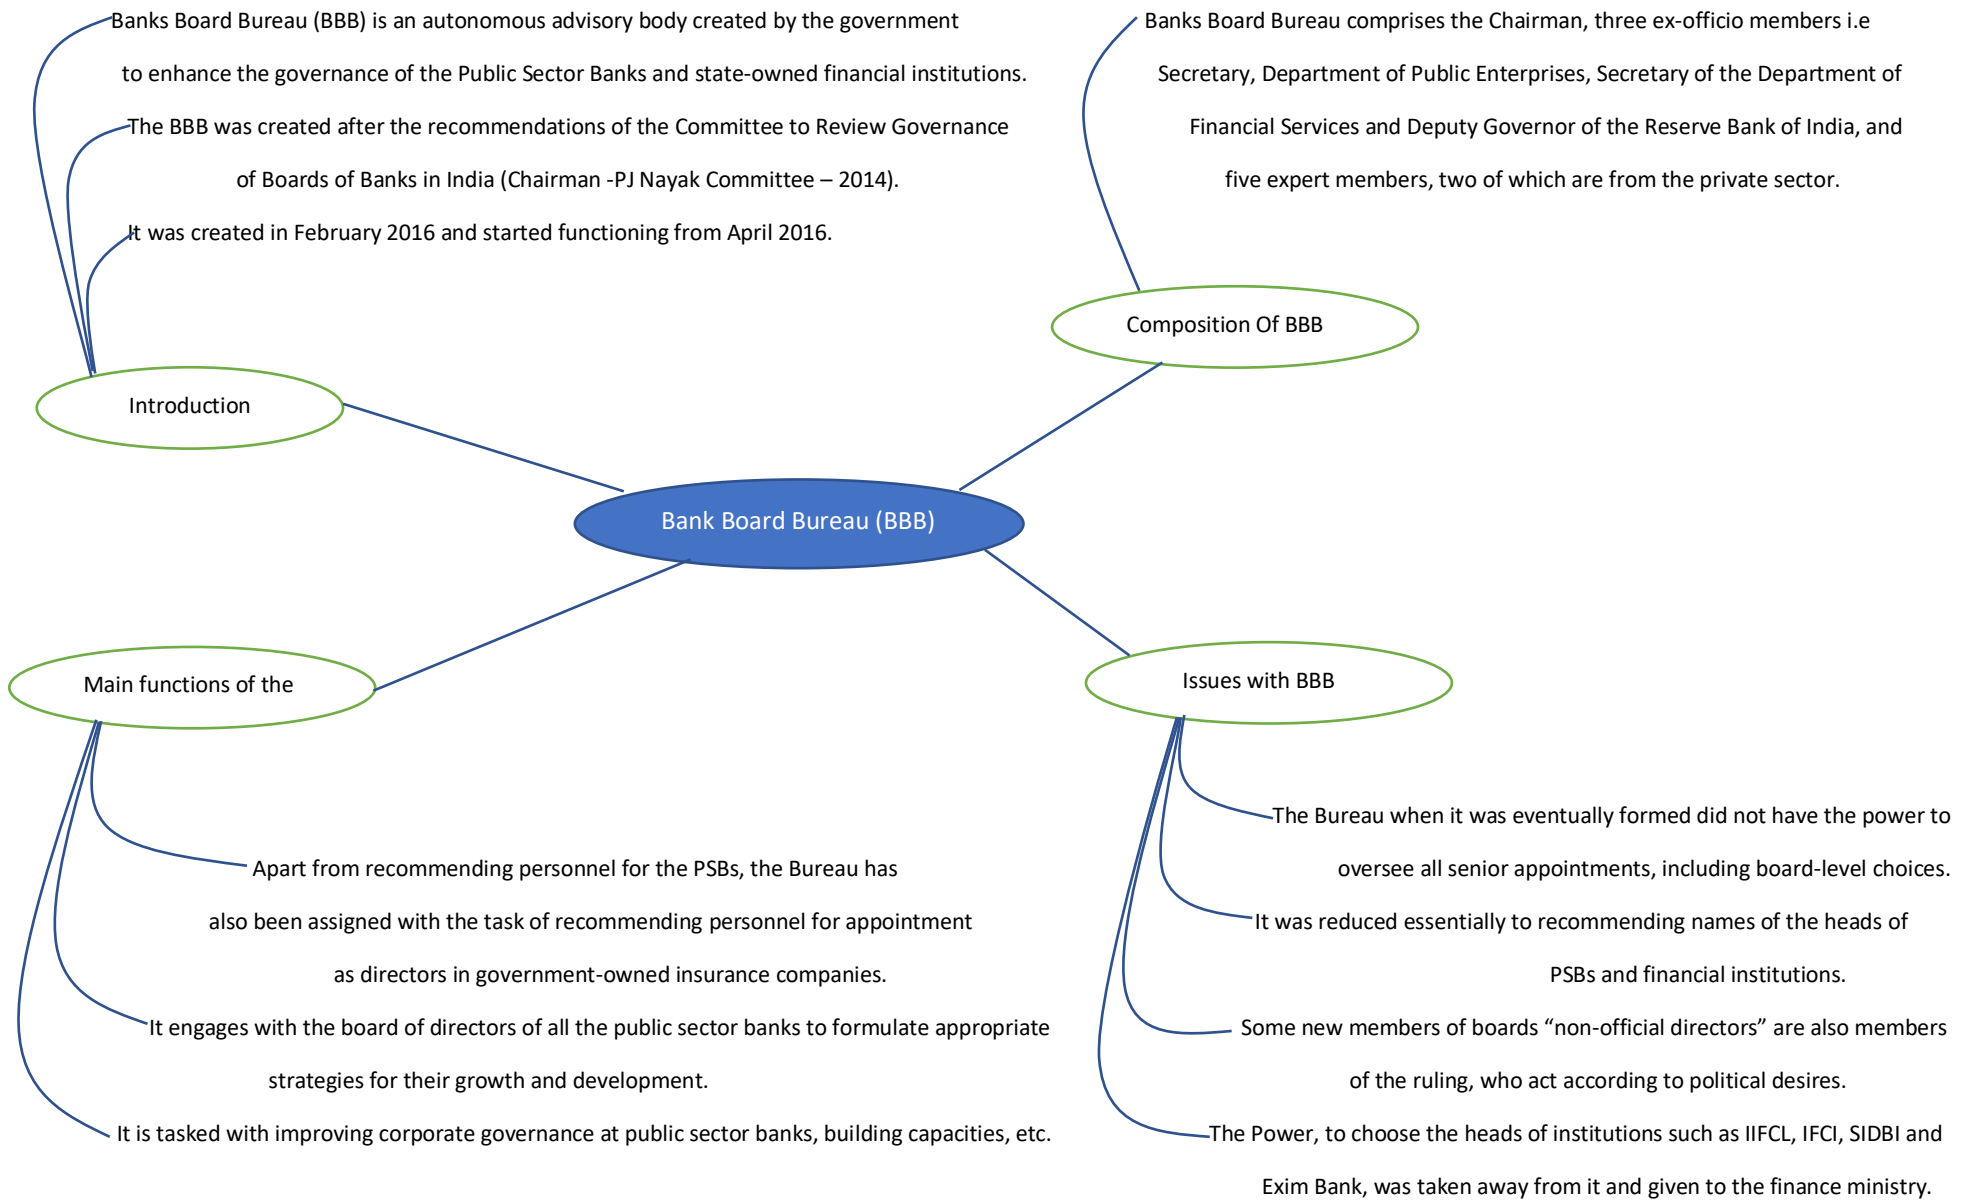 Banks Board Bureau (BBB) is an autonomous advisory body created by the government
to enhance the governance of the Public Sector Banks and state-owned financial institutions.
The BBB was created after the recommendations of the Committee to Review Governance
of Boards of Banks in India (Chairman -PJ Nayak Committee – 2014).
It was created in February 2016 and started functioning from April 2016.
Introduction
Banks Board Bureau comprises the Chairman, three ex-officio members i.e
Secretary, Department of Public Enterprises, Secretary of the Department of
Financial Services and Deputy Governor of the Reserve Bank of India, and
five expert members, two of which are from the private sector.
Composition Of BBB
Bank Board Bureau (BBB)
Main functions of the
Apart from recommending personnel for the PSBs, the Bureau has
also been assigned with the task of recommending personnel for appointment
as directors in government-owned insurance companies.
It engages with the board of directors of all the public sector banks to formulate appropriate
strategies for their growth and development.
It is tasked with improving corporate governance at public sector banks, building capacities, etc.
Issues with BBB
The Bureau when it was eventually formed did not have the power to
oversee all senior appointments, including board-level choices.
It was reduced essentially to recommending names of the heads of
PSBs and financial institutions.
Some new members of boards “non-official directors” are also members
of the ruling, who act according to political desires.
The Power, to choose the heads of institutions such as IIFCL, IFCI, SIDBI and
Exim Bank, was taken away from it and given to the finance ministry.